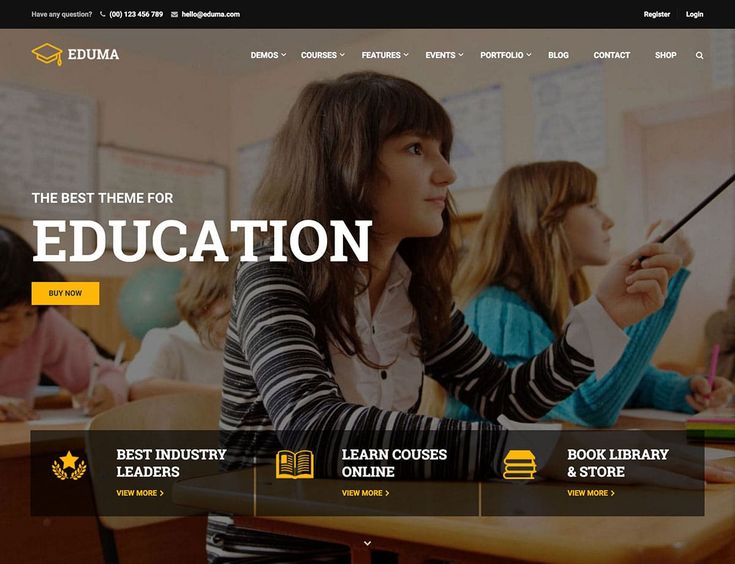 Have any question? (00) 123 456 789 hello@eduma.com Register Login
EDUMA DEMOS COURSES FEATURES EVENTS PORTFOLIO BLOG CONTACT SHOP
THE BEST THEME FOR
EDUCATION
BUY NOW
BEST INDUSTRY
LEADERS
VIEW MORE
LEARN COUSES
ONLINE
VIEW MORE
BOOK LIBRARY
& STORE
VIEW MORE